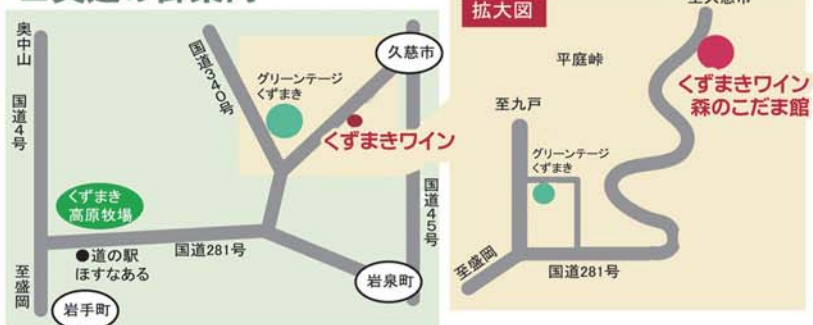 奥中山
国道4号
至盛岡
国道340号
グリーンテージ
くずまき
久慈市
くずまきワイン
くずまき
高原牧場
●道の駅
ほすなある
国道281号
国道45号
岩手町
岩泉町
拡大図
平庭峠
くずまきワイン
森のこだま館
至九戸
グリーンテージ
くずまき
至盛岡
国道281号